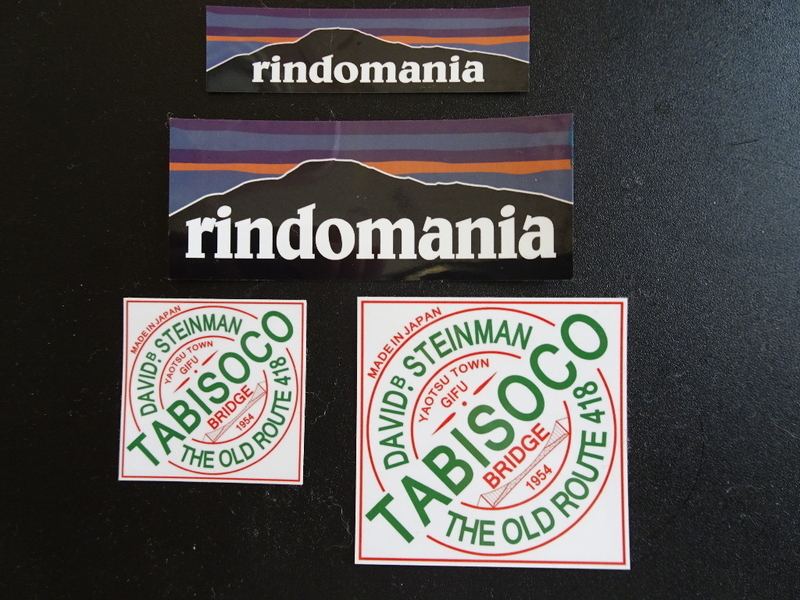 rindomania
rindomania
MADE IN JAPAN
DAVID B. STEINMAN
YAOTSU TOWN
GIFU
TABISOCO
BRIDGE
1954
THE OLD ROUTE 418
MADE IN JAPAN
DAVID B. STEINMAN
YAOTSU TOWN
GIFU
TABISOCO
BRIDGE
1954
THE OLD ROUTE 418